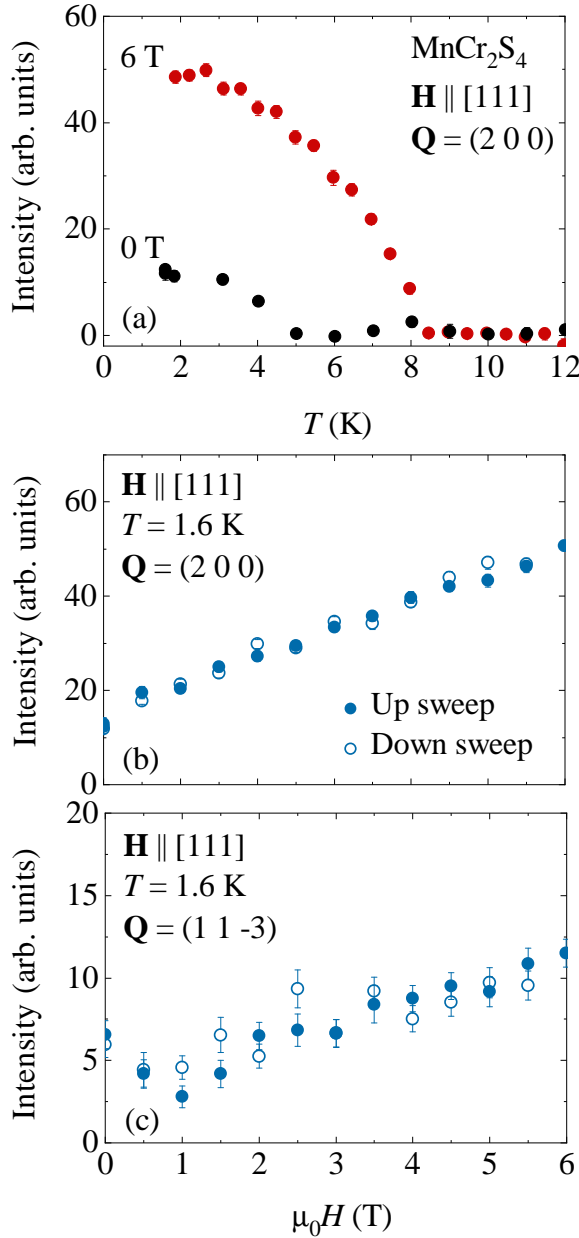 60
40
20
0
Intensity (arb. units)
6 T
0 T
MnCr₂S₄
H || [111]
Q = (2 0 0)
(a)
2 4 6 8 10 12
T (K)
60
40
20
0
Intensity (arb. units)
H || [111]
T = 1.6 K
Q = (2 0 0)
Up sweep
Down sweep
(b)
20
15
10
5
0
Intensity (arb. units)
H || [111]
T = 1.6 K
Q = (1 1 -3)
(c)
0 1 2 3 4 5 6
μ₀H (T)